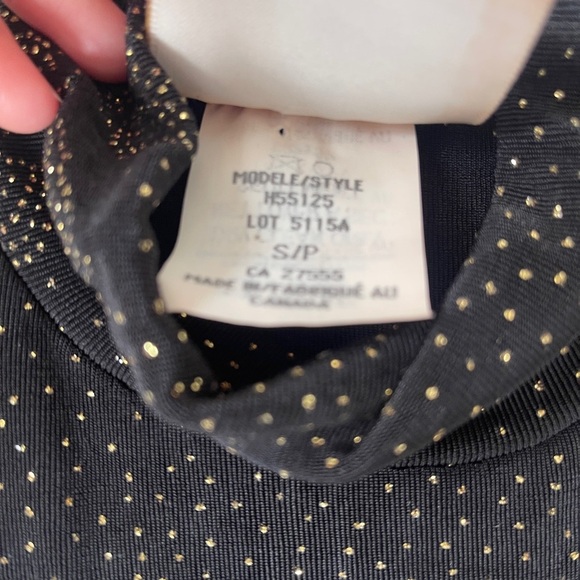 MODELE/STYLE
H55125
LOT 5115A
S/P
CA 27555
MADE IN/FABRIQUÉ AU
CANADA